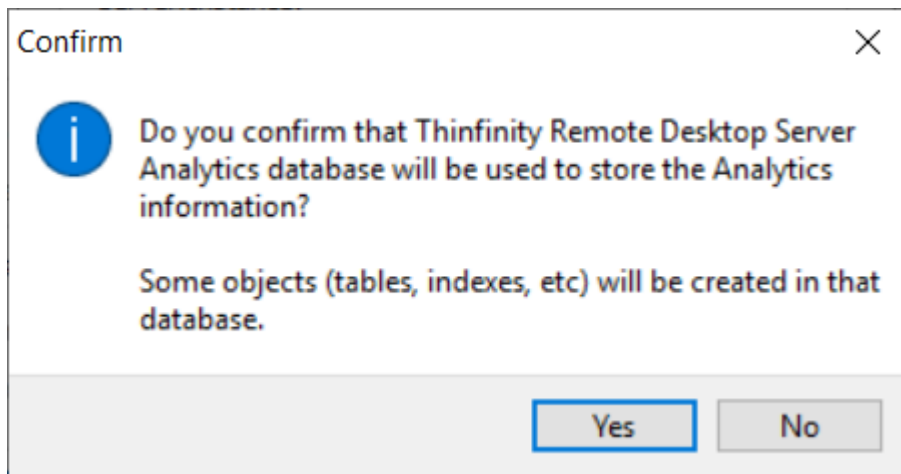 Confirm
Do you confirm that Thinfinity Remote Desktop Server
Analytics database will be used to store the Analytics
information?
Some objects (tables, indexes, etc) will be created in that
database.
Yes
No